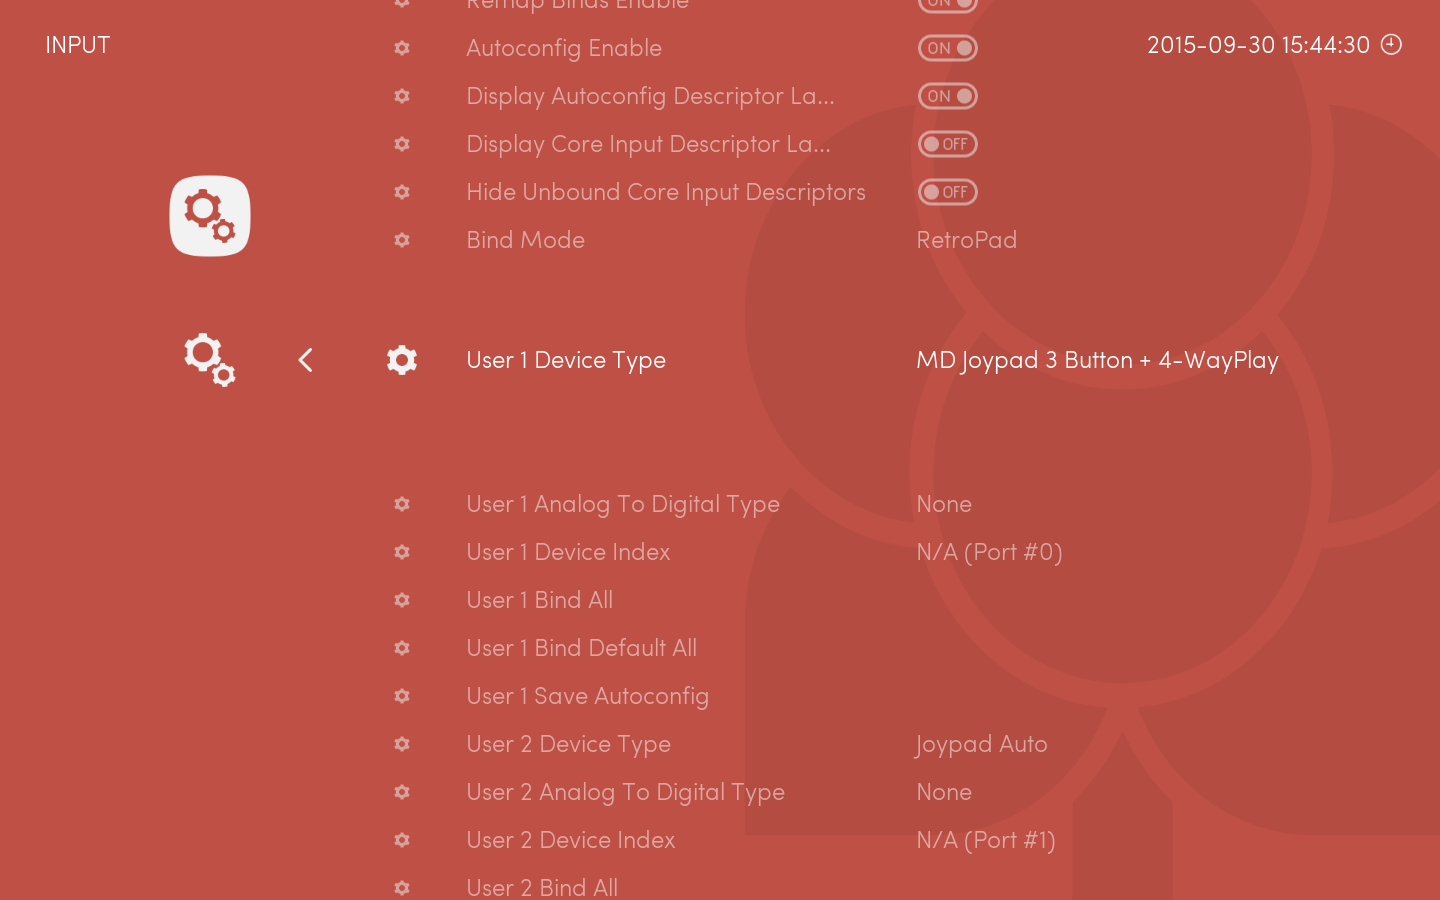 Remap Binds Enable ON
INPUT
2015-09-30 15:44:30
Autoconfig Enable ON
Display Autoconfig Descriptor La... ON
Display Core Input Descriptor La... OFF
Hide Unbound Core Input Descriptors OFF
Bind Mode RetroPad
User 1 Device Type MD Joypad 3 Button + 4-WayPlay
User 1 Analog To Digital Type None
User 1 Device Index N/A (Port #0)
User 1 Bind All
User 1 Bind Default All
User 1 Save Autoconfig
User 2 Device Type Joypad Auto
User 2 Analog To Digital Type None
User 2 Device Index N/A (Port #1)
User 2 Bind All